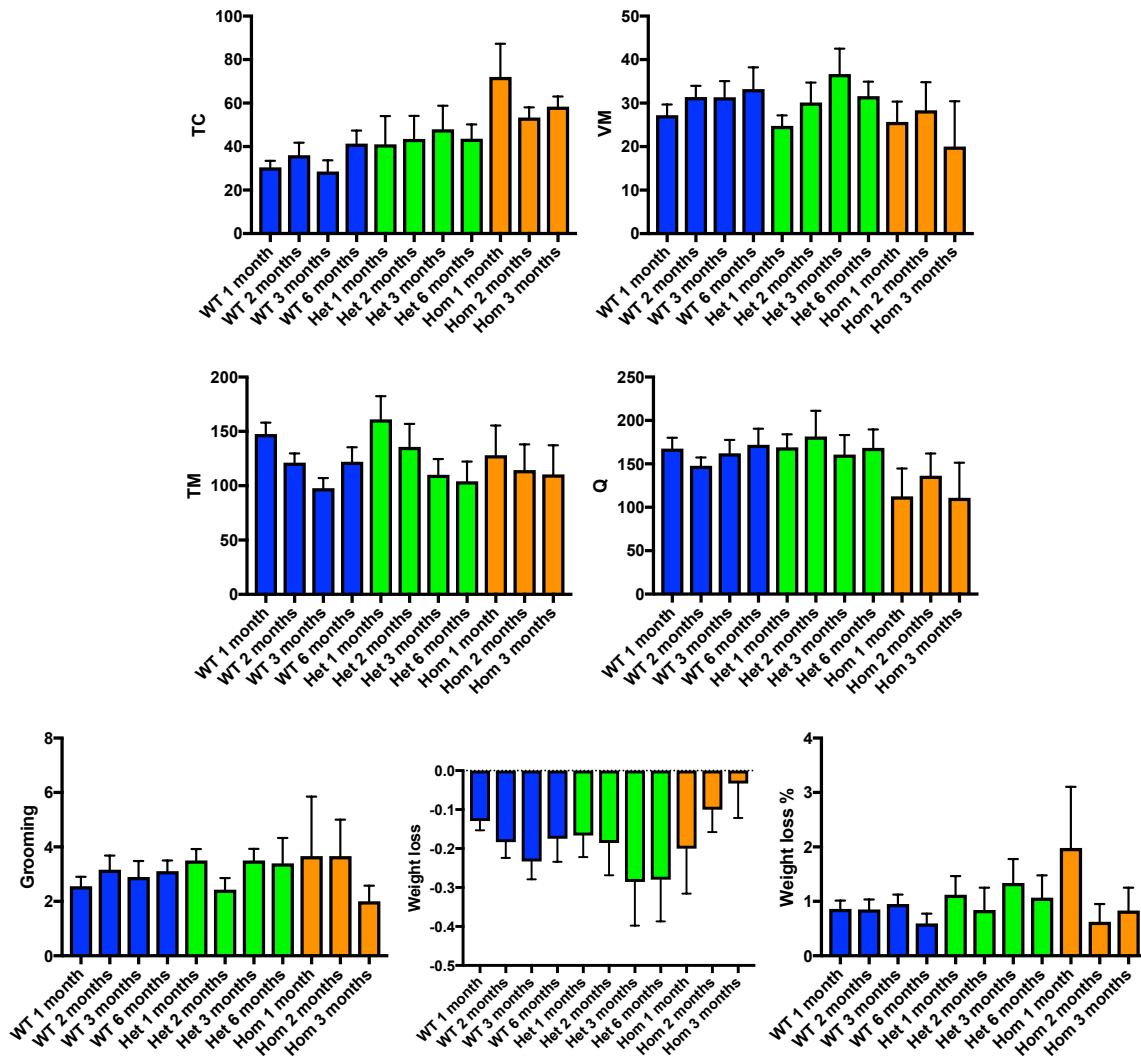 100
80
60
40
20
0
TC
WT 1 month
WT 2 months
WT 3 months
WT 6 months
Het 1 months
Het 2 months
Het 3 months
Het 6 months
Hom 1 month
Hom 2 months
Hom 3 months
50
40
30
20
10
0
VM
WT 1 month
WT 2 months
WT 3 months
WT 6 months
Het 1 months
Het 2 months
Het 3 months
Het 6 months
Hom 1 month
Hom 2 months
Hom 3 months
200
150
100
50
0
TM
WT 1 month
WT 2 months
WT 3 months
WT 6 months
Het 1 months
Het 2 months
Het 3 months
Het 6 months
Hom 1 month
Hom 2 months
Hom 3 months
250
200
150
100
50
0
Q
WT 1 month
WT 2 months
WT 3 months
WT 6 months
Het 1 months
Het 2 months
Het 3 months
Het 6 months
Hom 1 month
Hom 2 months
Hom 3 months
8
6
4
2
0
Grooming
WT 1 month
WT 2 months
WT 3 months
WT 6 months
Het 1 months
Het 2 months
Het 3 months
Het 6 months
Hom 1 month
Hom 2 months
Hom 3 months
0.0
-0.1
-0.2
-0.3
-0.4
-0.5
Weight loss
WT 1 month
WT 2 months
WT 3 months
WT 6 months
Het 1 months
Het 2 months
Het 3 months
Het 6 months
Hom 1 month
Hom 2 months
Hom 3 months
4
3
2
1
0
Weight loss %
WT 1 month
WT 2 months
WT 3 months
WT 6 months
Het 1 months
Het 2 months
Het 3 months
Het 6 months
Hom 1 month
Hom 2 months
Hom 3 months